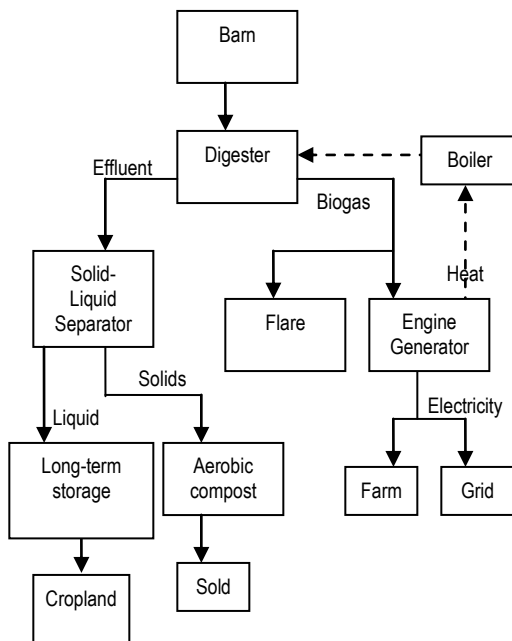 Barn
Digester
Boiler
Effluent
Biogas
Solid-
Liquid
Separator
Flare
Heat
Engine
Generator
Solids
Liquid
Electricity
Long-term
storage
Aerobic
compost
Farm
Grid
Cropland
Sold